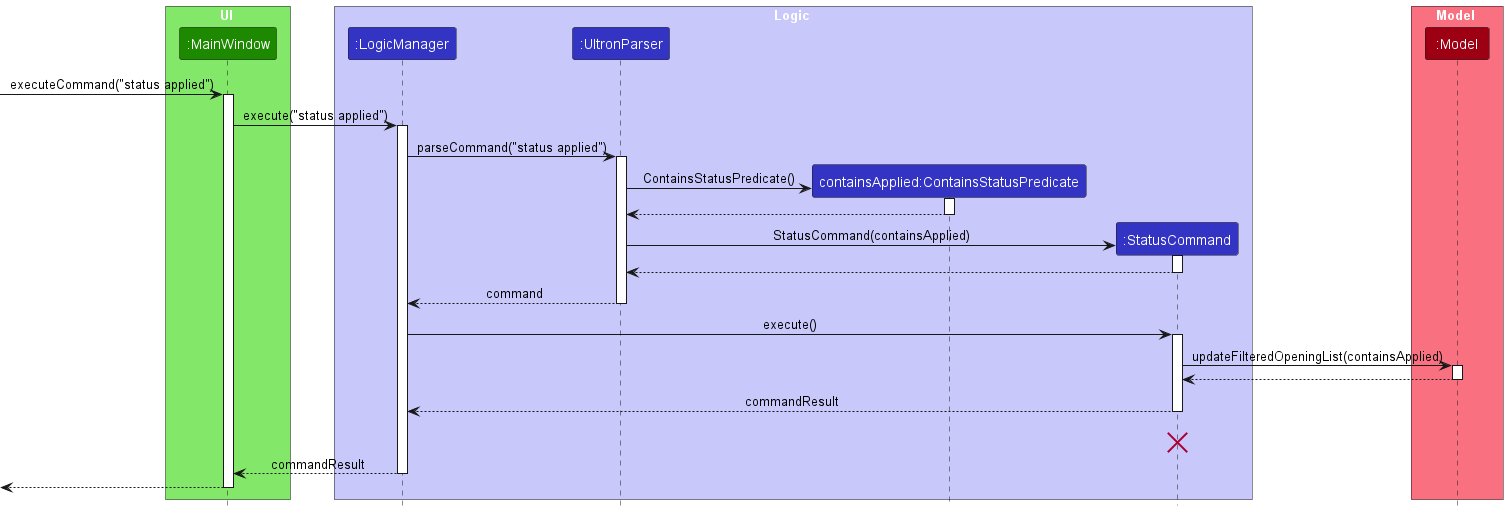 UI
Logic
Model
:MainWindow
:LogicManager
:UltronParser
:Model
executeCommand("status applied")
execute("status applied")
parseCommand("status applied")
ContainsStatusPredicate()
containsApplied:ContainsStatusPredicate
StatusCommand(containsApplied)
:StatusCommand
command
execute()
updateFilteredOpeningList(containsApplied)
commandResult
commandResult